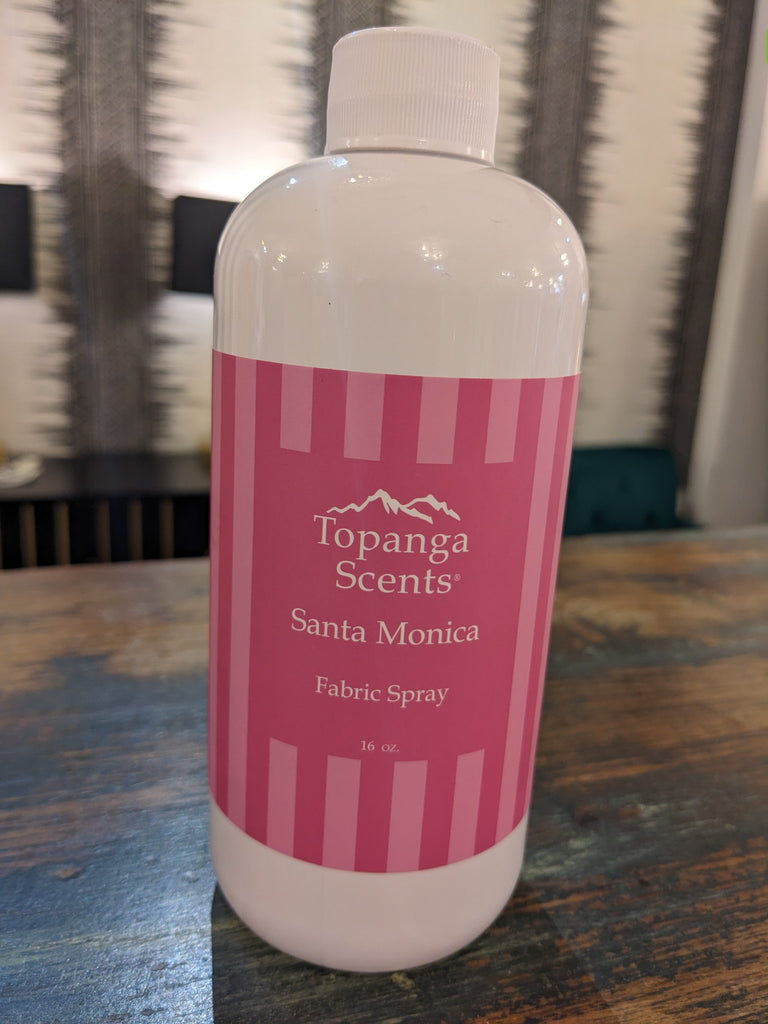 Topanga
Scents®
Santa Monica
Fabric Spray
16 oz.